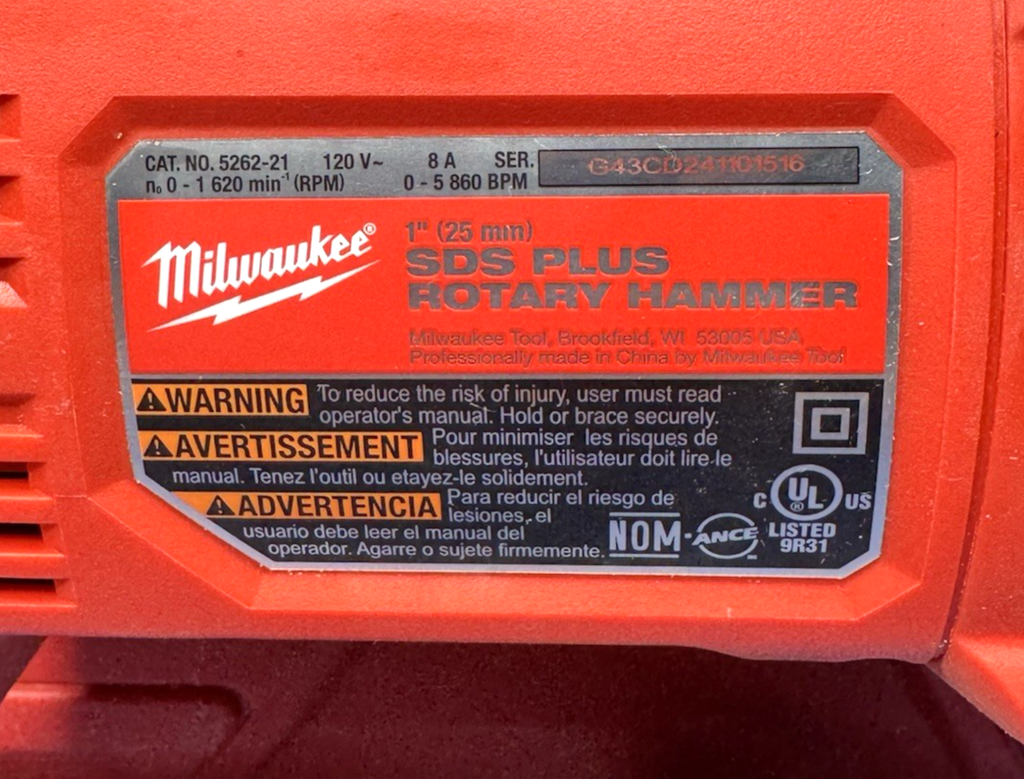 CAT. NO. 5262-21 120 V~ 8 A SER. G43CD241101516
n₀ 0 - 1 620 min⁻¹ (RPM) 0 - 5 860 BPM
Milwaukee®
1" (25 mm)
SDS PLUS
ROTARY HAMMER
Milwaukee Tool, Brookfield, WI 53005 USA
Professionally made in China by Milwaukee Tool
WARNING To reduce the risk of injury, user must read
operator's manual. Hold or brace securely.
AVERTISSEMENT Pour minimiser les risques de
blessures, l'utilisateur doit lire le
manual. Tenez l'outil ou etayez-le solidement.
ADVERTENCIA Para reducir el riesgo de
lesiones, el
usuario debe leer el manual del
operador. Agarre o sujete firmemente.
NOM-ANCE
C UL® US
LISTED
9R31